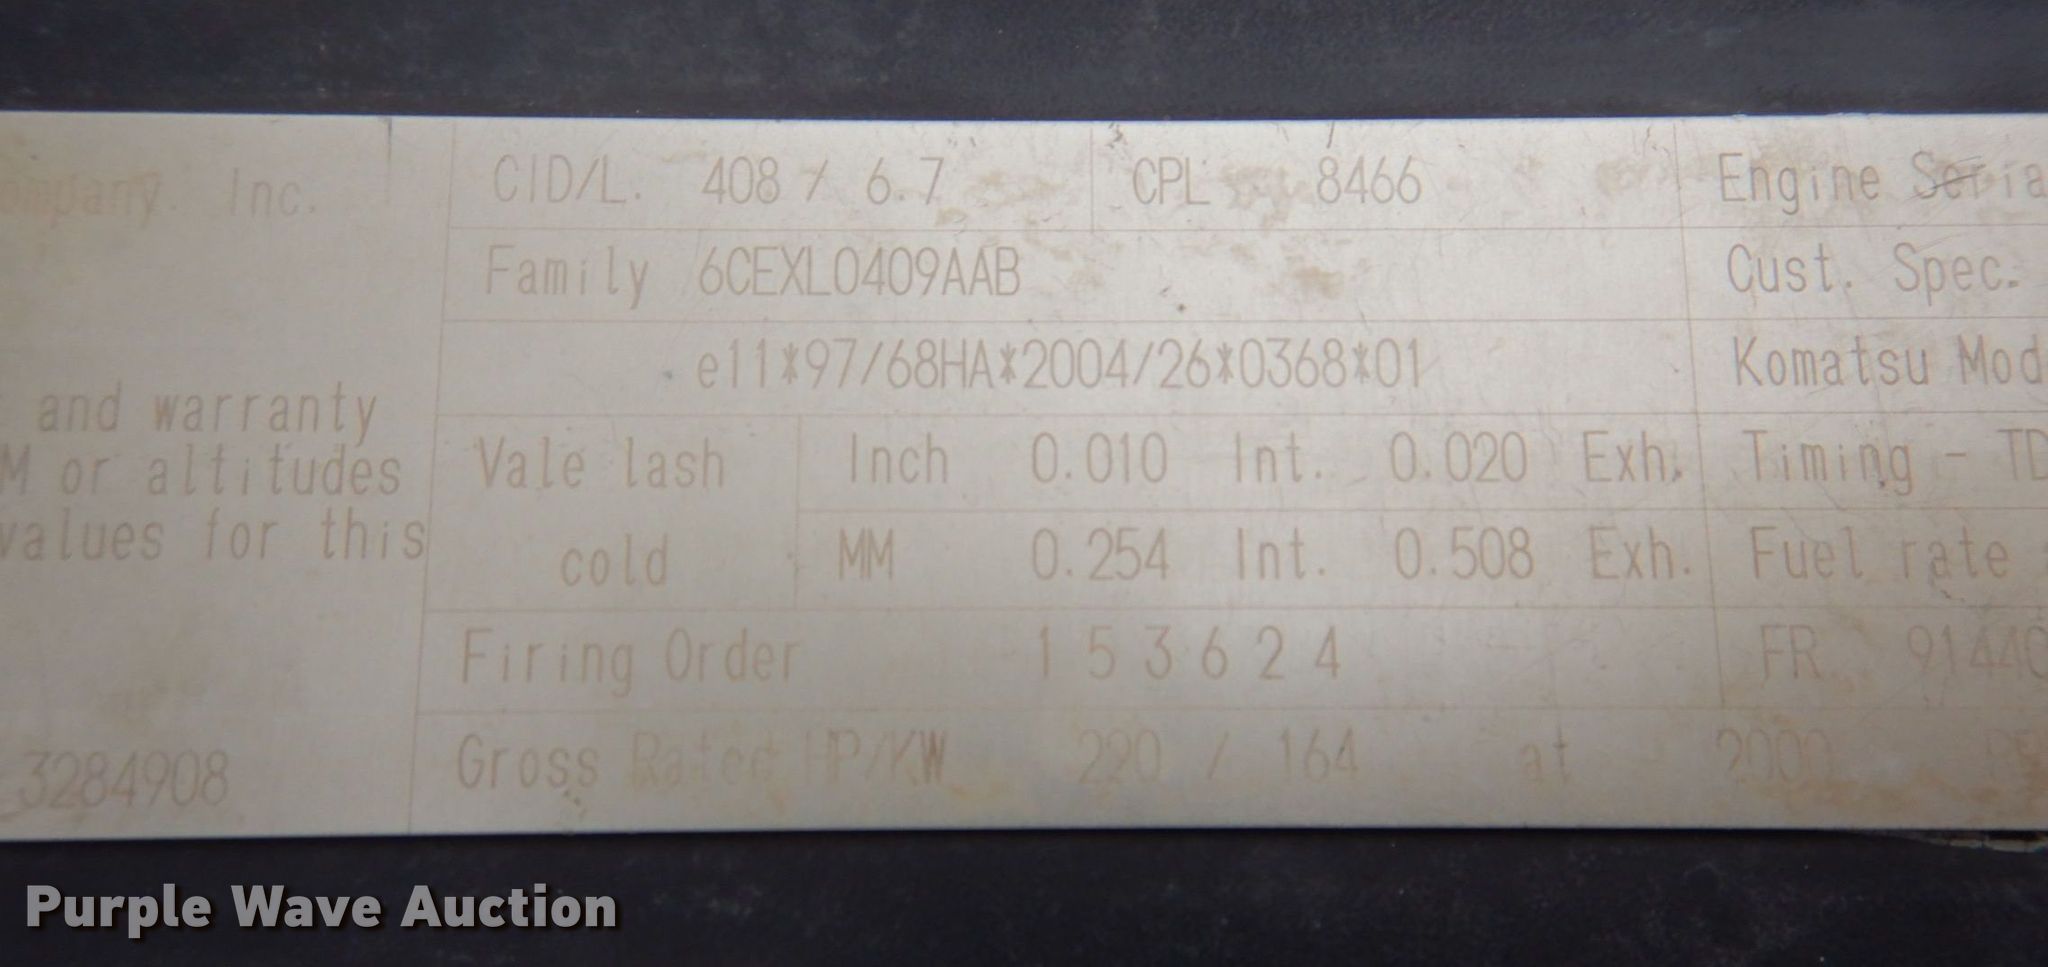 ompany. Inc.
and warranty
M or altitudes
values for this
3284908
CID/L. 408 / 6.7
CPL 8466
Family 6CEXL0409AAB
e11*97/68HA*2004/26*0368*01
Vale lash cold
Inch 0.010 Int. 0.020 Exh.
MM 0.254 Int. 0.508 Exh.
Firing Order 1 5 3 6 2 4
Gross Rated HP/KW 220 / 164 at 2000
Engine Seria
Cust. Spec.
Komatsu Mod
Timing - TD
Fuel rate
FR 91440
Purple Wave Auction